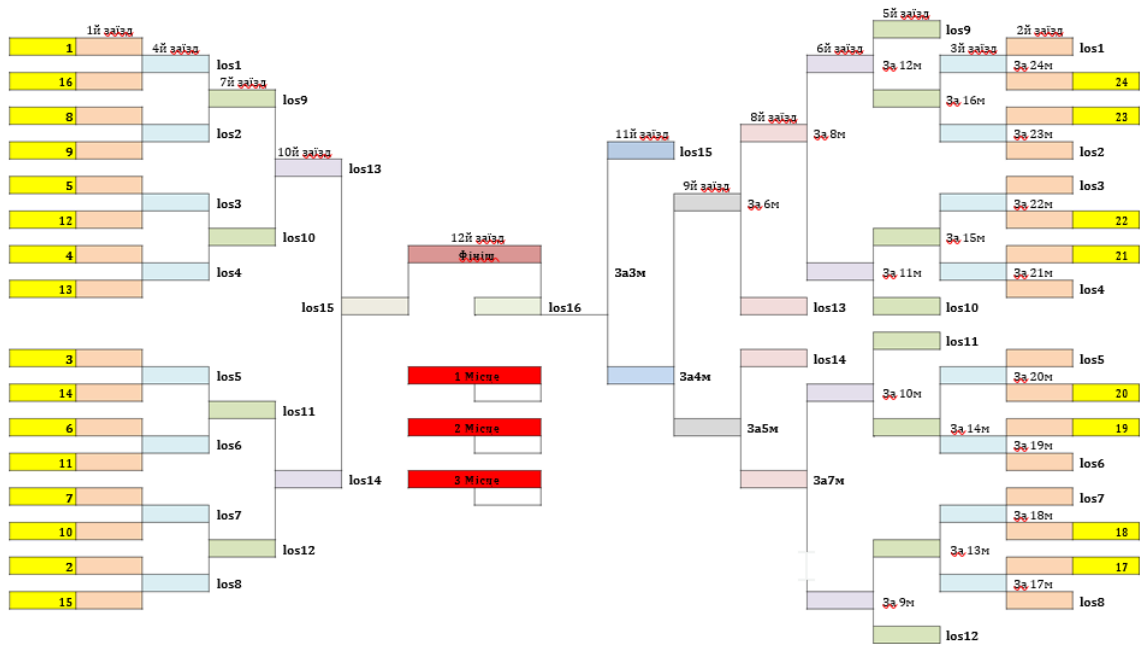 5й заїзд
1й заїзд
2й заїзд
los9
1
4й заїзд
6й заїзд
3й заїзд
los1
los1
За 12м
За 24м
16
7й заїзд
24
los9
За 16м
8
8й заїзд
23
los2
11й заїзд
За 8м
За 23м
9
10й заїзд
los15
los2
los13
5
9й заїзд
los3
los3
За 6м
За 22м
12
22
los10
12й заїзд
За 15м
4
Фініш
21
los4
За3м
За 11м
За 21м
13
los4
los15
los16
los13
los10
los11
3
los14
los5
los5
1 Місце
За4м
За 20м
14
За 10м
20
los11
6
2 Місце
За5м
За 14м
19
los6
За 19м
11
los6
3 Місце
los14
За7м
7
los7
los7
За 18м
10
18
los12
За 13м
2
17
los8
За 17м
15
За 9м
los8
los12